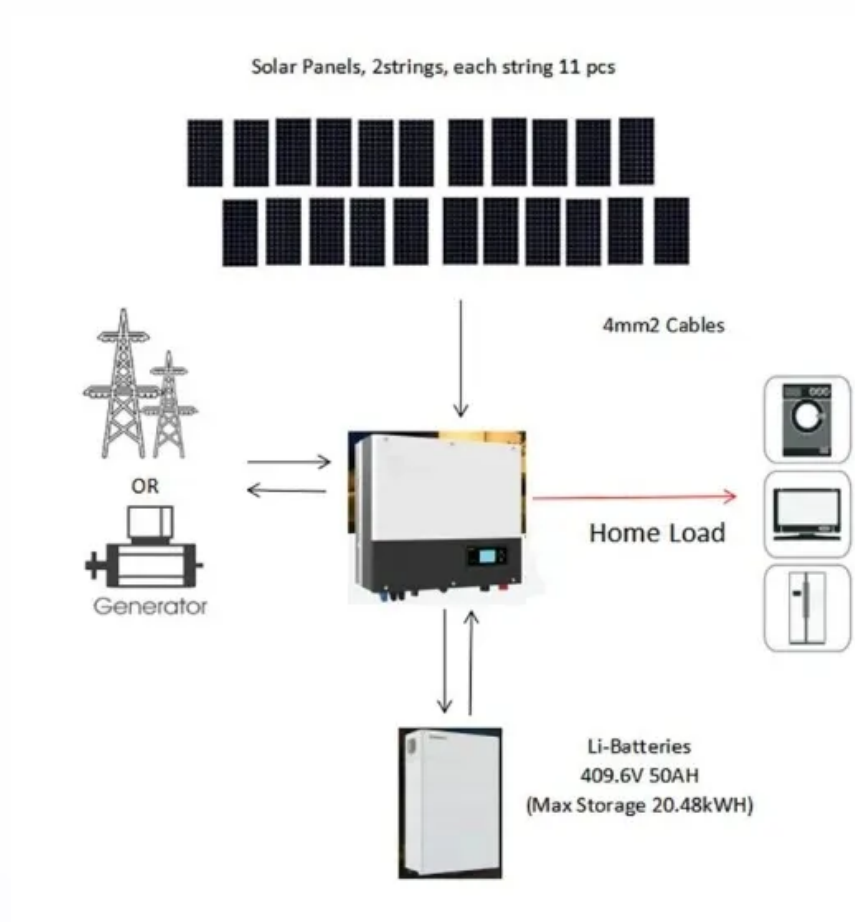 Solar Panels, 2strings, each string 11 pcs
4mm2 Cables
OR
Home Load
Generator
Li-Batteries
409.6V 50AH
(Max Storage 20.48kWH)